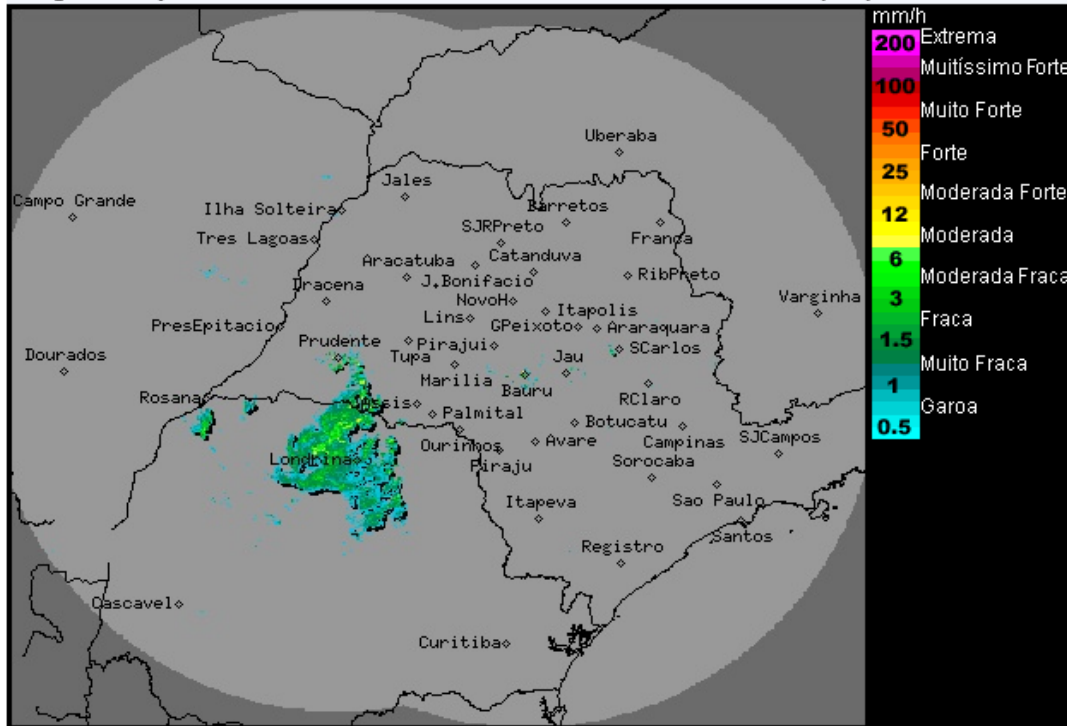 mm/h
200 Extrema
Muitíssimo Forte
100
Muito Forte
50
Forte
25
Moderada Forte
12
Moderada
6
Moderada Fraca
3
Fraca
1.5
Muito Fraca
1
Garoa
0.5
Uberaba
Jales
Campo Grande
Ilha Solteira
Barretos
SJRPreto
Franca
Tres Lagoas
Aracatuba
Catanduva
J.Bonifacio
RibPreto
Dracena
NovoH
Varginha
Itapolis
Lins
GPeixoto
Araraquara
PresEpitacio
Prudente
Pirajui
SCarlos
Dourados
Tupa
Jau
Marilia
Bauru
Rosana
Assis
RClaro
Palmital
Botucatu
Ourinhos
Avare
Campinas
SJCampos
Londrina
Piraju
Sorocaba
Itapeva
Sao Paulo
Santos
Registro
Cascavel
Curitiba